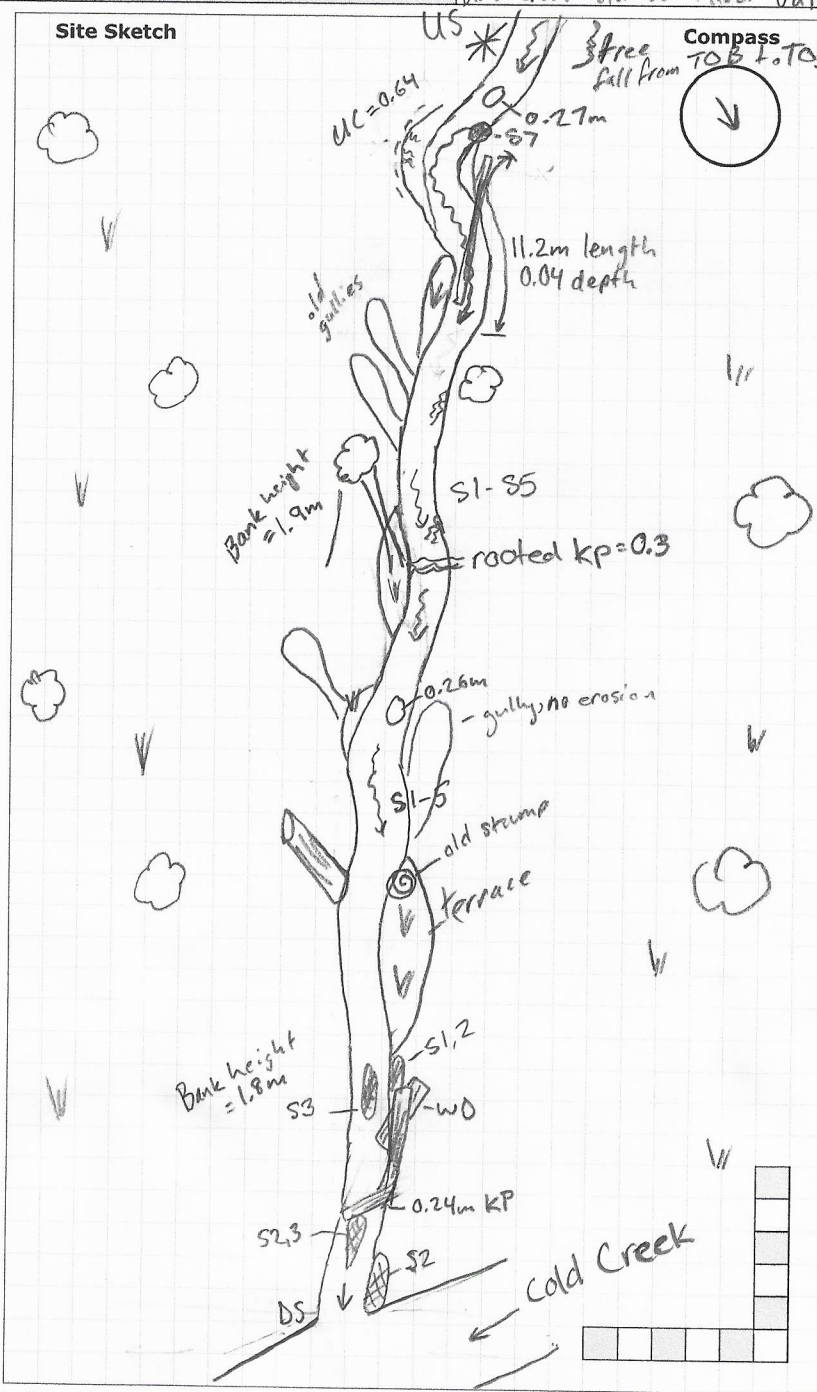 Site Sketch
US
Compass
tree
fall from TOB
UC=0.64
0.27m
S7
11.2m length
0.04 depth
old
gullies
S1-S5
Bank height
=1.9m
rooted kp=0.3
0.26m
gully, no erosion
S1-5
old stump
terrace
S1,2
Bank height
=1.8m
S3
WD
0.24m KP
S2,3
S2
Cold Creek
DS